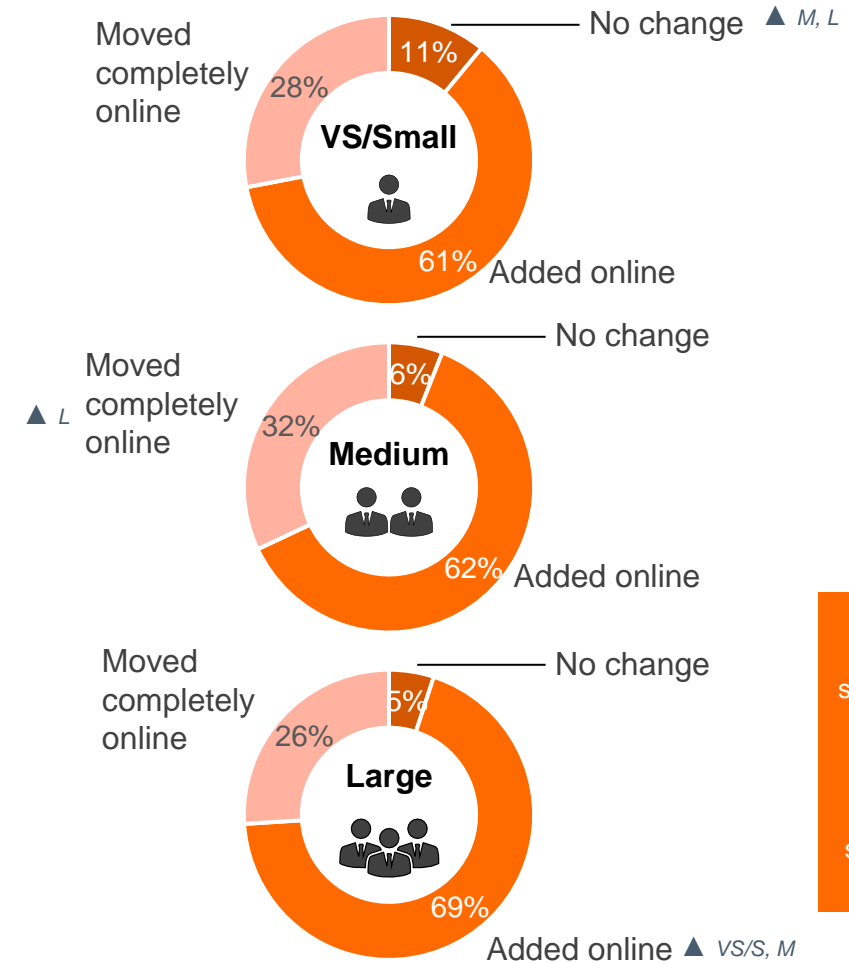 No change ▲ M, L
Moved
completely
online
11%
28%
VS/Small
61%
Added online
No change
Moved
completely
online
▲ L
6%
32%
Medium
62%
Added online
No change
Moved
completely
online
5%
26%
Large
69%
Added online ▲ VS/S, M
s
s